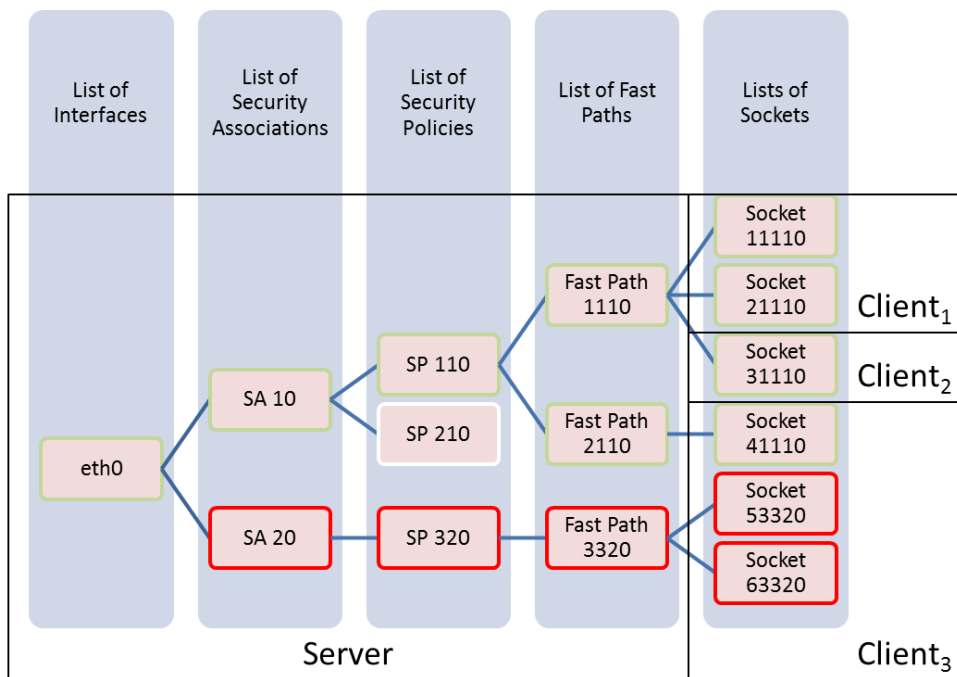 List of
Interfaces
List of
Security
Associations
List of
Security
Policies
List of Fast
Paths
Lists of
Sockets
eth0
SA 10
SA 20
SP 110
SP 210
SP 320
Fast Path
1110
Fast Path
2110
Fast Path
3320
Socket
11110
Socket
21110
Socket
31110
Socket
41110
Socket
53320
Socket
63320
Client1
Client2
Client3
Server